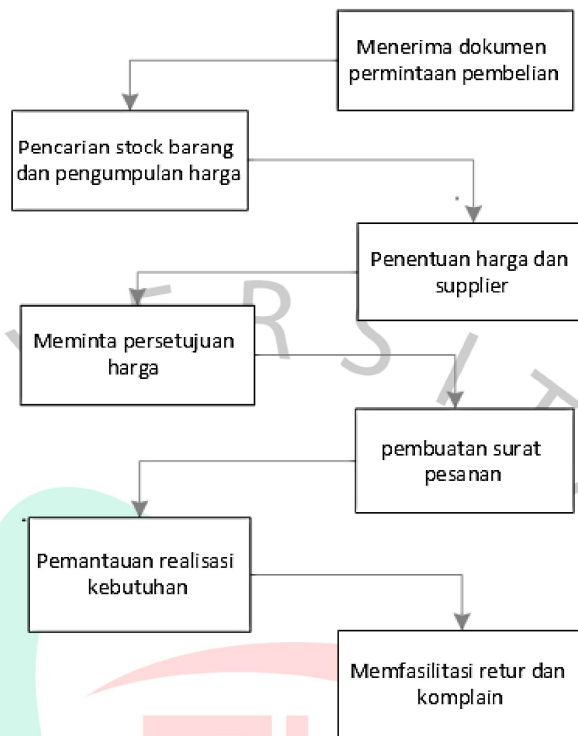 Menerima dokumen
permintaan pembelian
Pencarian stock barang
dan pengumpulan harga
Penentuan harga dan
supplier
Meminta persetujuan
harga
pembuatan surat
pesanan
Pemantauan realisasi
kebutuhan
Memfasilitasi retur dan
komplain